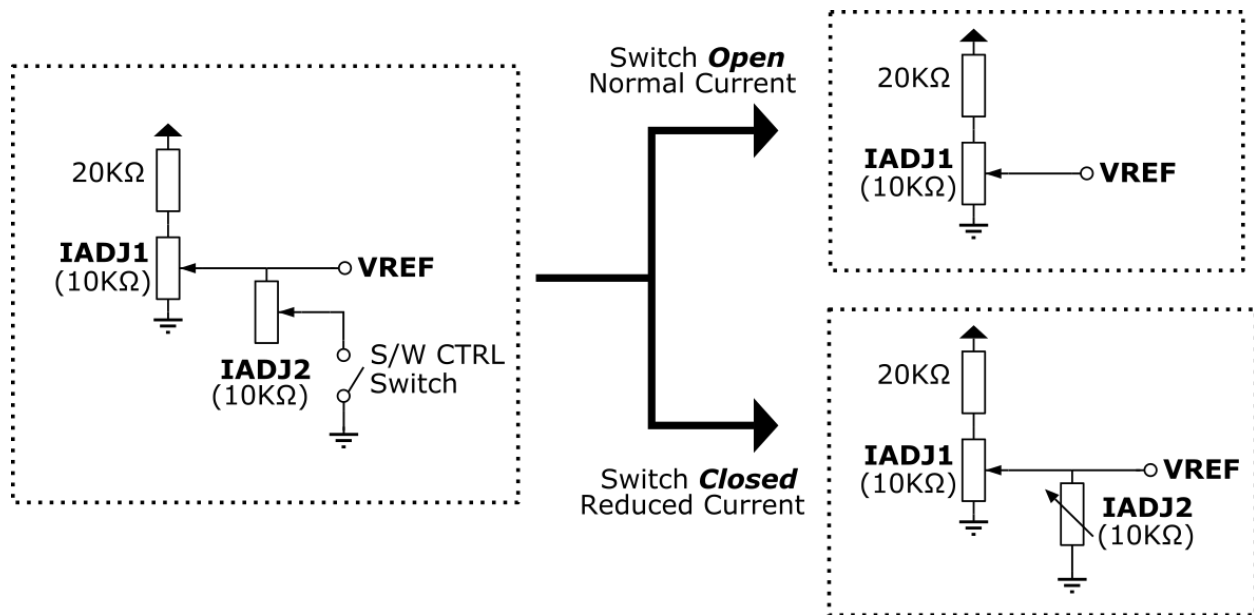 20KΩ
IADJ1
(10KΩ)
VREF
IADJ2
(10KΩ)
S/W CTRL
Switch
Switch Open
Normal Current
Switch Closed
Reduced Current
20KΩ
IADJ1
(10KΩ)
VREF
20KΩ
IADJ1
(10KΩ)
VREF
IADJ2
(10KΩ)